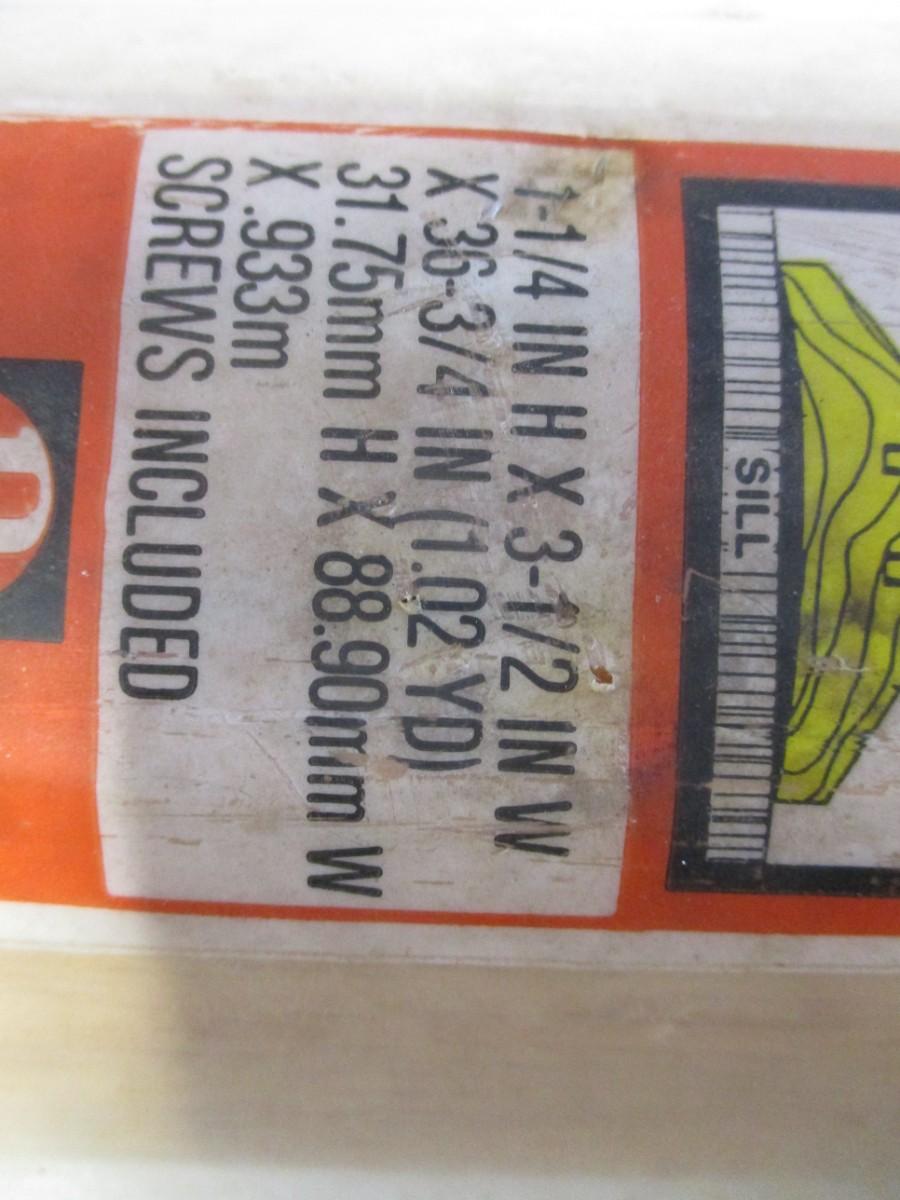 1-1/4 IN H X 3-1/2 IN W
X 36-3/4 IN (1.02 YD)
31.75mm H X 88.90mm W
X .933m
SCREWS INCLUDED
SILL